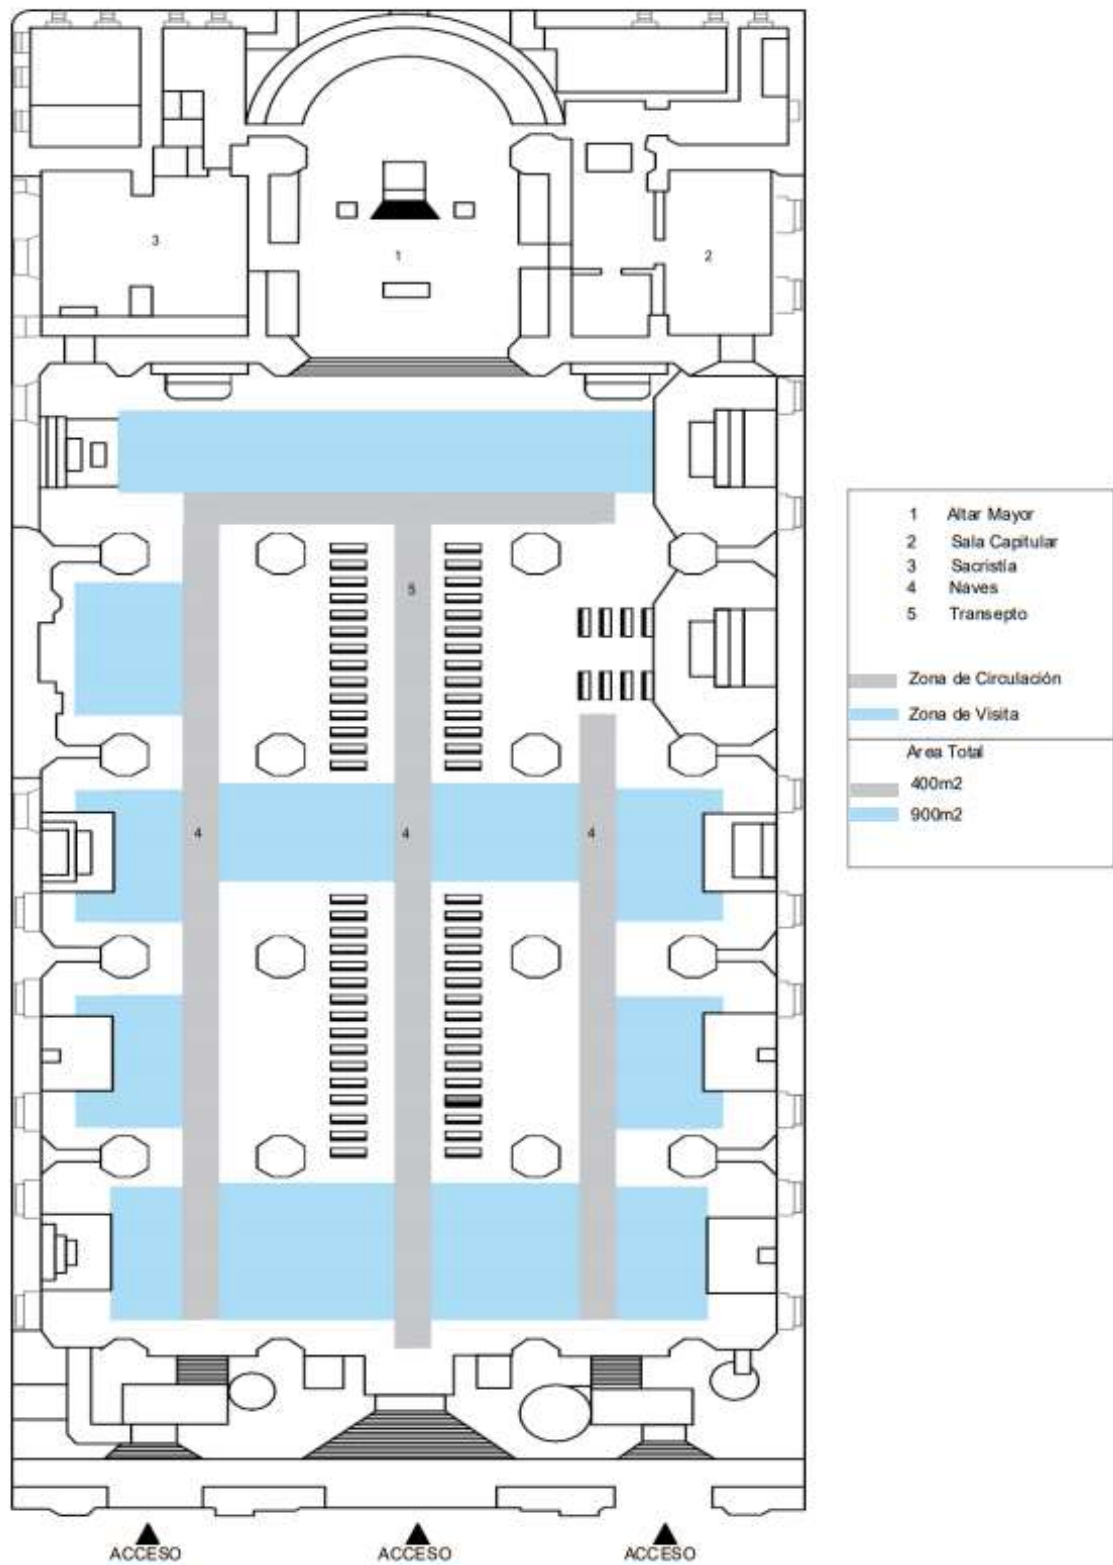 3
1
2
5
4
4
4
1 Altar Mayor
2 Sala Capitular
3 Sacristía
4 Naves
5 Transepto
Zona de Circulación
Zona de Visita
Area Total
400m2
900m2
ACCESO
ACCESO
ACCESO